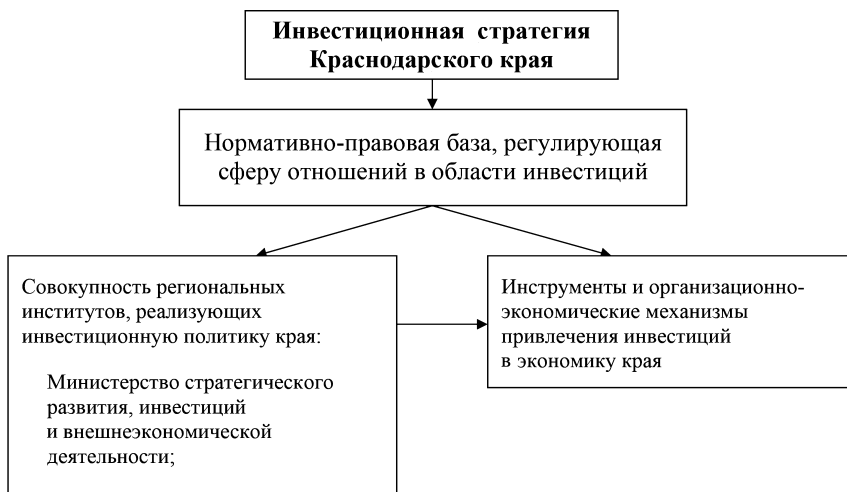 Инвестиционная стратегия
Краснодарского края
Нормативно-правовая база, регулирующая
сферу отношений в области инвестиций
Совокупность региональных
институтов, реализующих
инвестиционную политику края:
Министерство стратегического
развития, инвестиций
и внешнеэкономической
деятельности;
Инструменты и организационно-
экономические механизмы
привлечения инвестиций
в экономику края